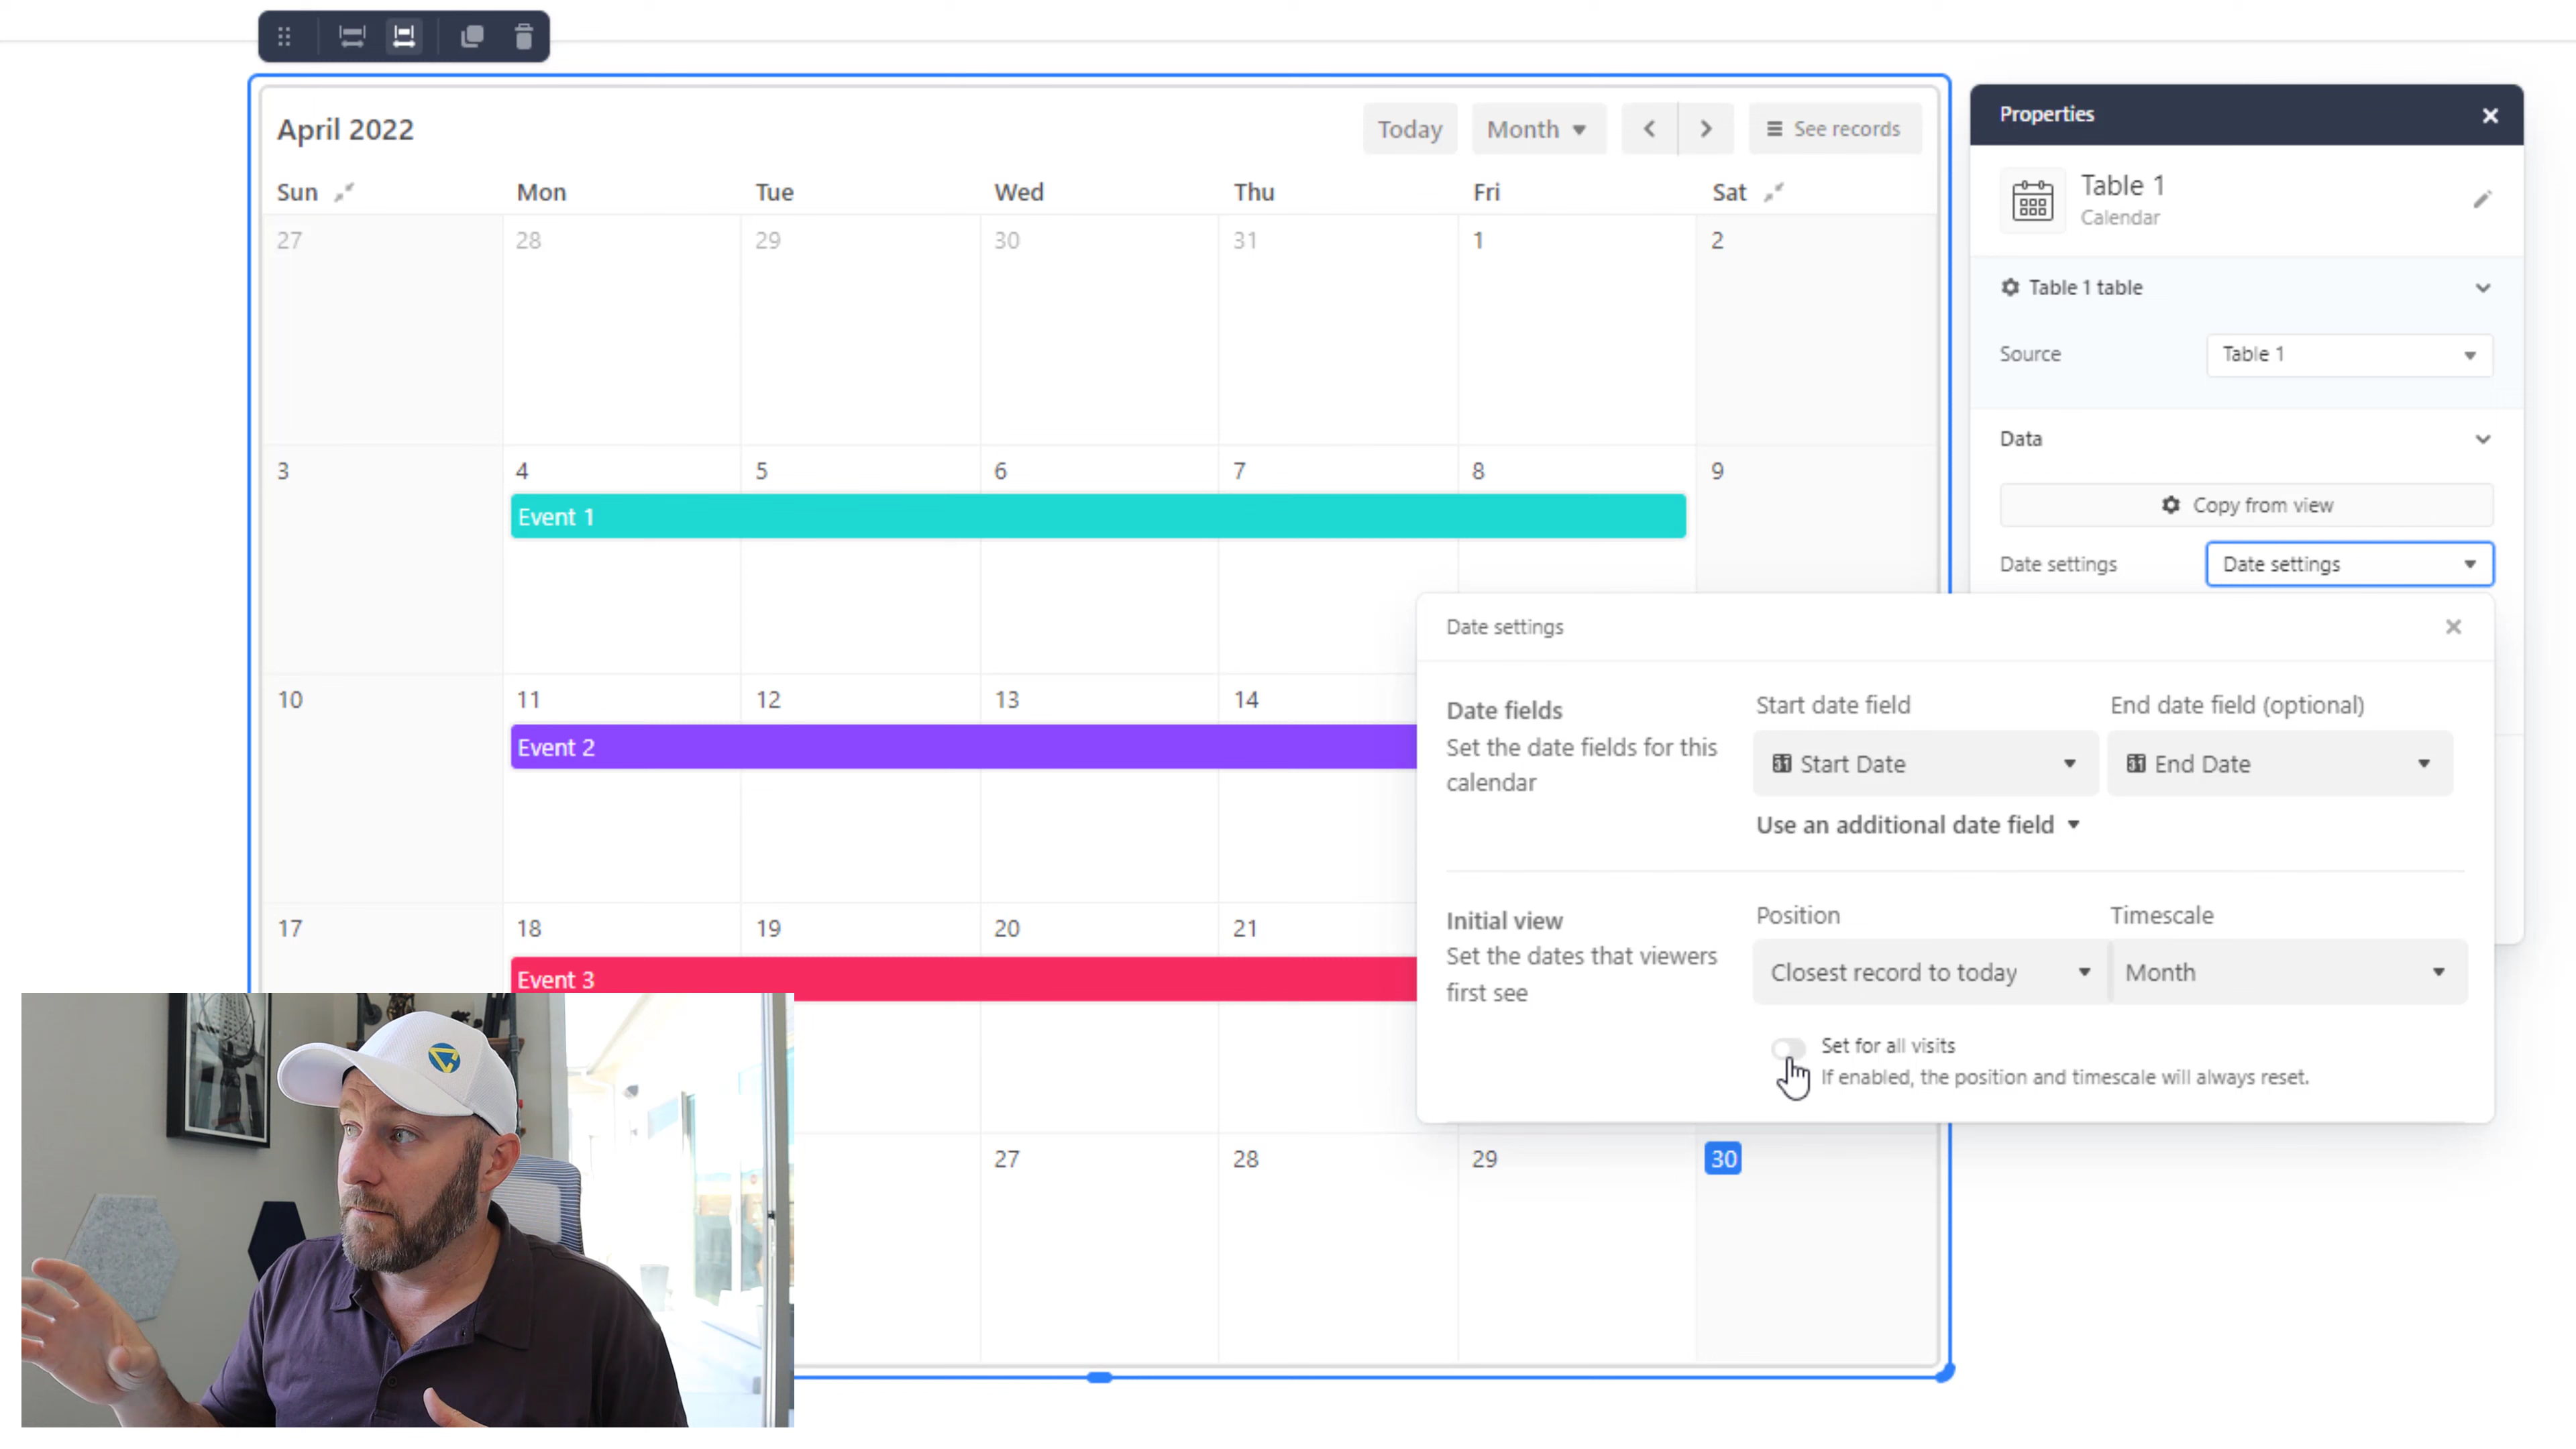 April 2022
Today
Month
See records
Sun
Mon
Tue
Wed
Thu
Fri
Sat
27
28
29
30
31
1
2
3
4
5
6
7
8
9
Event 1
10
11
12
13
14
Event 2
17
18
19
20
21
Event 3
27
28
29
30
Properties
Table 1
Calendar
Table 1 table
Source
Table 1
Data
Copy from view
Date settings
Date settings
Date settings
Date fields
Set the date fields for this
calendar
Start date field
End date field (optional)
31 Start Date
31 End Date
Use an additional date field
Initial view
Set the dates that viewers
first see
Position
Timescale
Closest record to today
Month
Set for all visits
If enabled, the position and timescale will always reset.